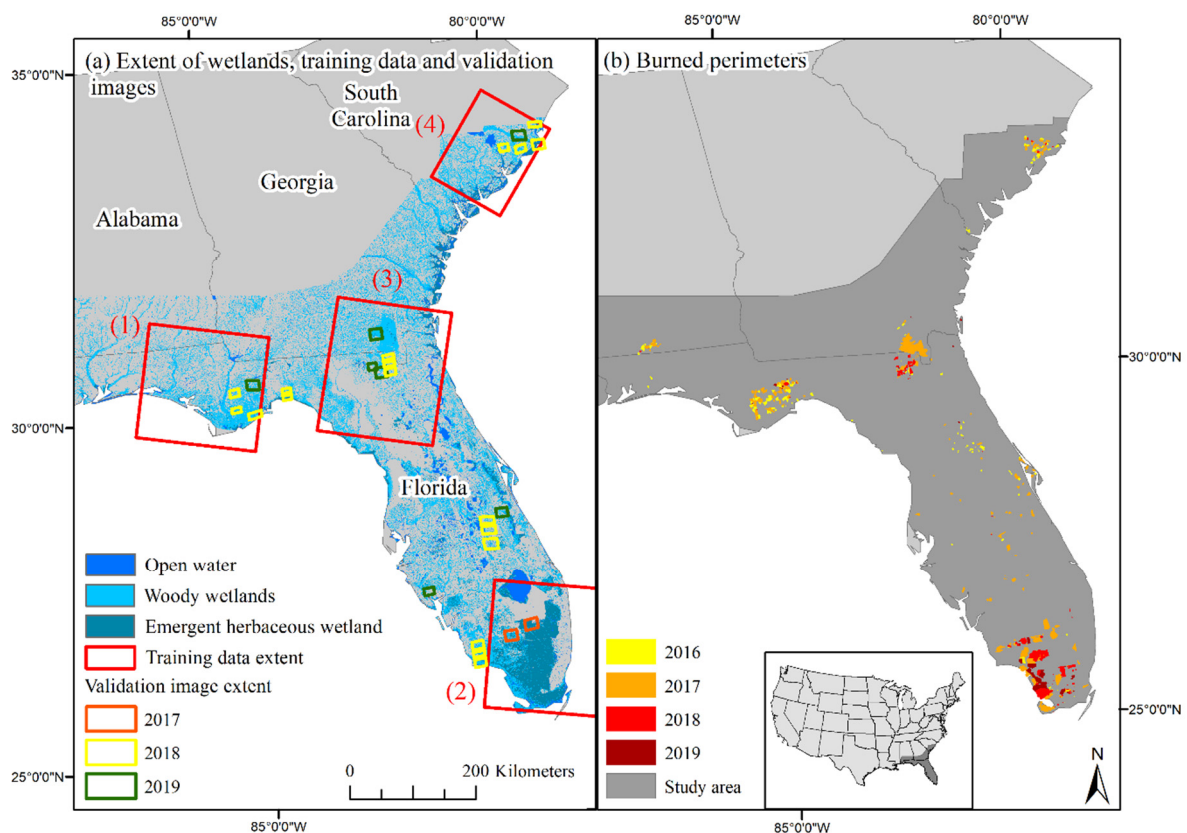 85°0'0"W
80°0'0"W
85°0'0"W
80°0'0"W
35°0'0"N
(a) Extent of wetlands, training data and validation
images
(b) Burned perimeters
South
Carolina
(4)
Georgia
Alabama
(3)
(1)
30°0'0"N
30°0'0"N
Florida
Open water
Woody wetlands
Emergent herbaceous wetland
Training data extent
Validation image extent
2017
2018
2019
(2)
0
200 Kilometers
25°0'0"N
85°0'0"W
80°0'0"W
2016
2017
2018
2019
Study area
N
25°0'0"N
85°0'0"W
80°0'0"W